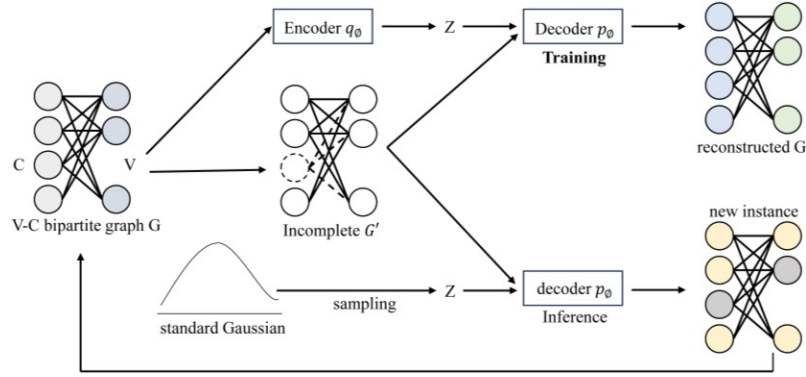 Encoder q∅
Z
Decoder p∅
Training
C
V
reconstructed G
V-C bipartite graph G
Incomplete G′
new instance
standard Gaussian
sampling
Z
decoder p∅
Inference